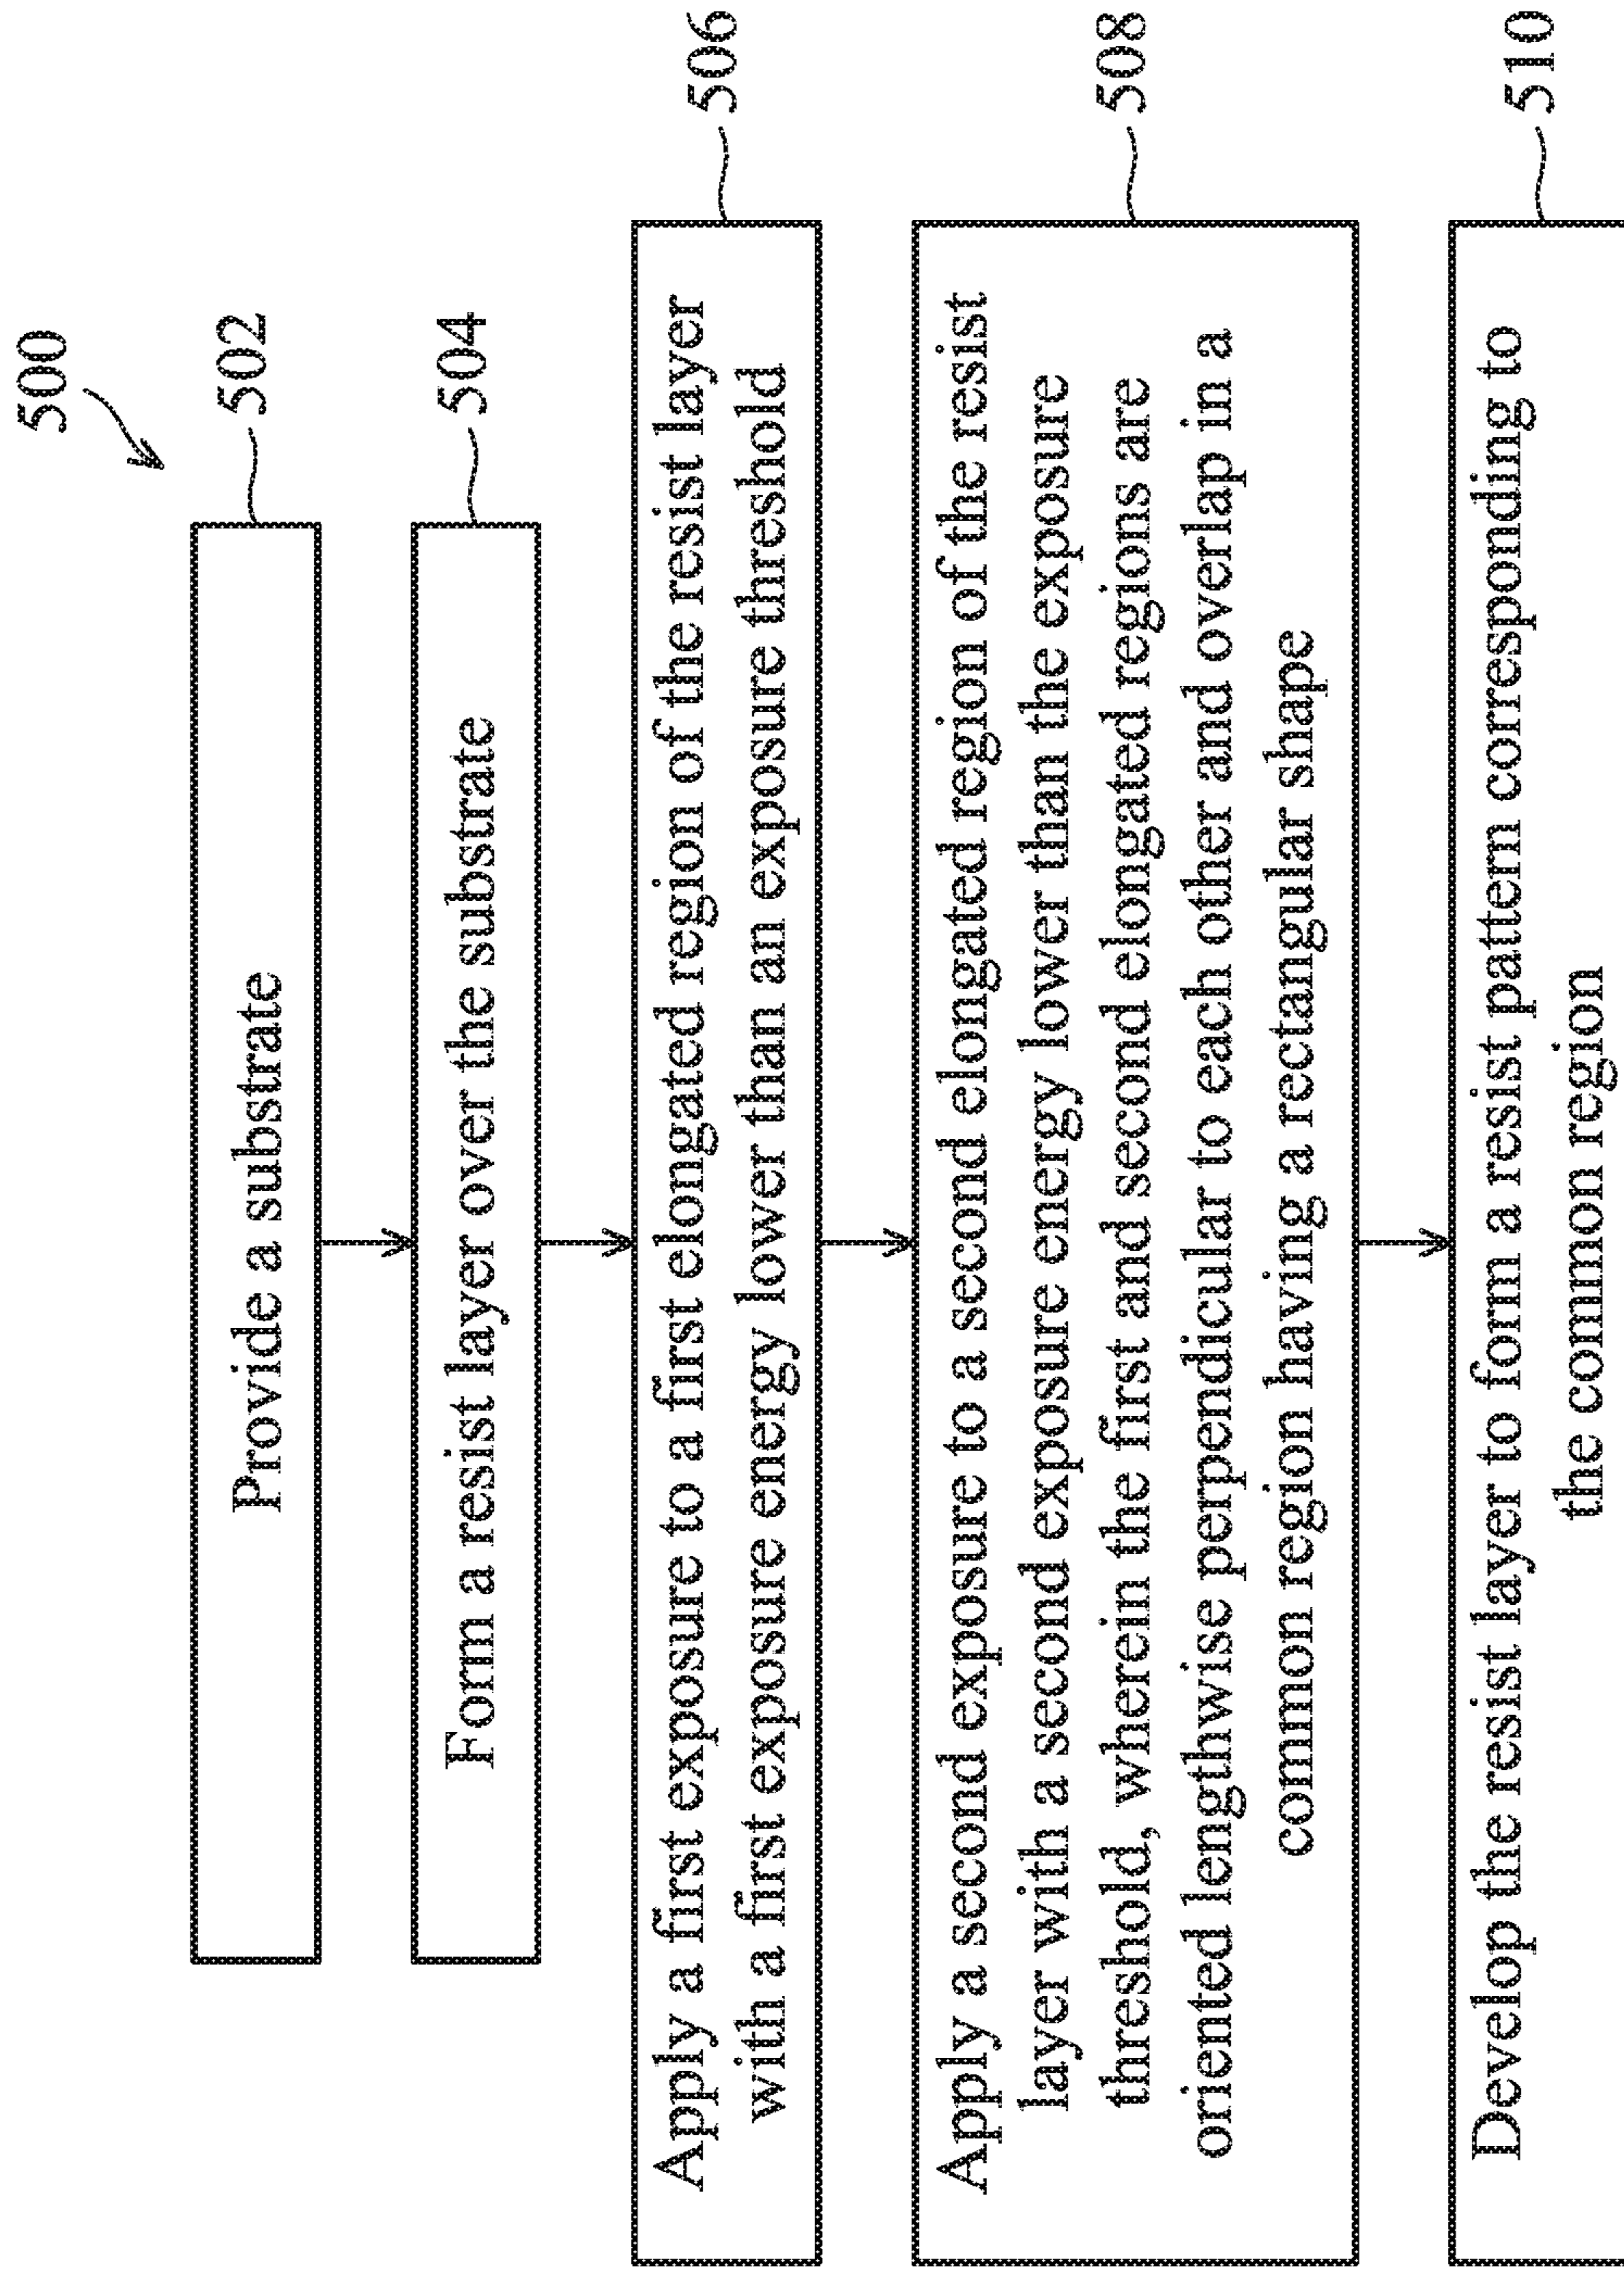 500
Provide a substrate
502
Form a resist layer over the substrate
504
Apply a first exposure to a first elongated region of the resist layer
with a first exposure energy lower than an exposure threshold
506
Apply a second exposure to a second elongated region of the resist
layer with a second exposure energy lower than the exposure
threshold, wherein the first and second elongated regions are
oriented lengthwise perpendicular to each other and overlap in a
common region having a rectangular shape
508
Develop the resist layer to form a resist pattern corresponding to
the common region
510